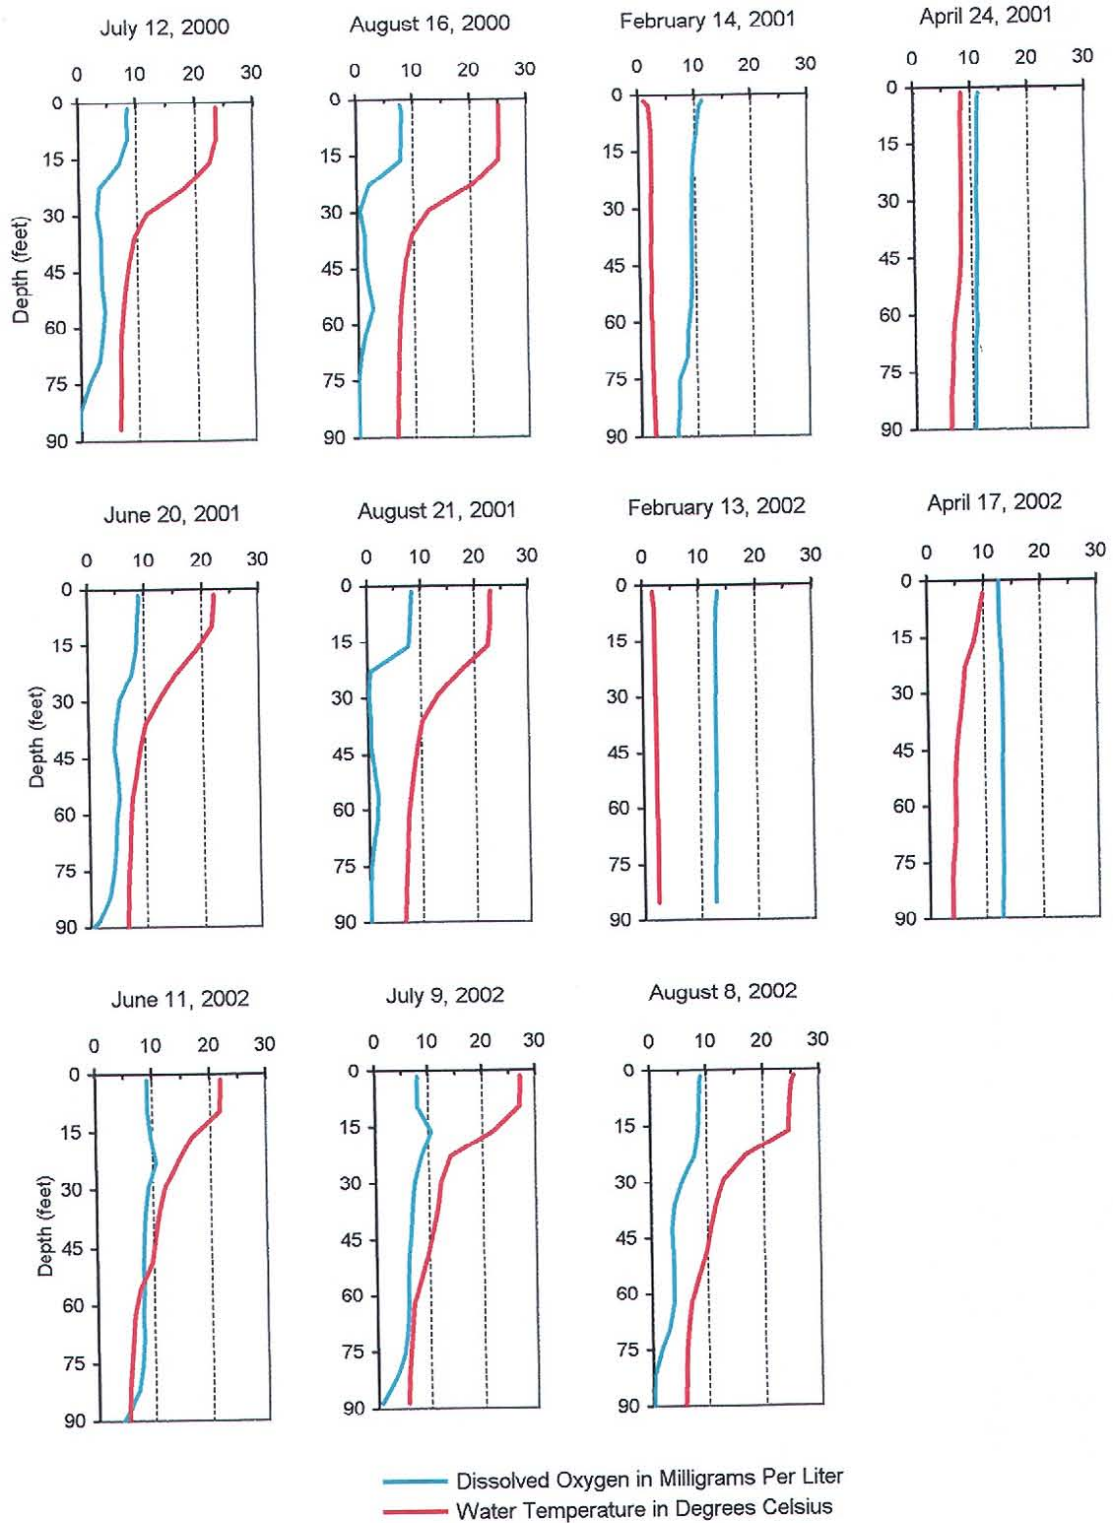 July 12, 2000
August 16, 2000
February 14, 2001
April 24, 2001
0 10 20 30
0 10 20 30
0 10 20 30
0 10 20 30
Depth (feet)
0
15
30
45
60
75
90
0
15
30
45
60
75
90
0
15
30
45
60
75
90
0
15
30
45
60
75
90
June 20, 2001
August 21, 2001
February 13, 2002
April 17, 2002
0 10 20 30
0 10 20 30
0 10 20 30
0 10 20 30
Depth (feet)
0
15
30
45
60
75
90
0
15
30
45
60
75
90
0
15
30
45
60
75
90
0
15
30
45
60
75
90
June 11, 2002
July 9, 2002
August 8, 2002
0 10 20 30
0 10 20 30
0 10 20 30
Depth (feet)
0
15
30
45
60
75
90
0
15
30
45
60
75
90
0
15
30
45
60
75
90
Dissolved Oxygen in Milligrams Per Liter
Water Temperature in Degrees Celsius